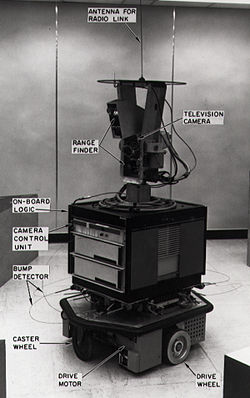 ANTENNA FOR
RADIO LINK
TELEVISION
CAMERA
RANGE
FINDER
ON-BOARD
LOGIC
CAMERA
CONTROL
UNIT
BUMP
DETECTOR
CASTER
WHEEL
DRIVE
MOTOR
DRIVE
WHEEL